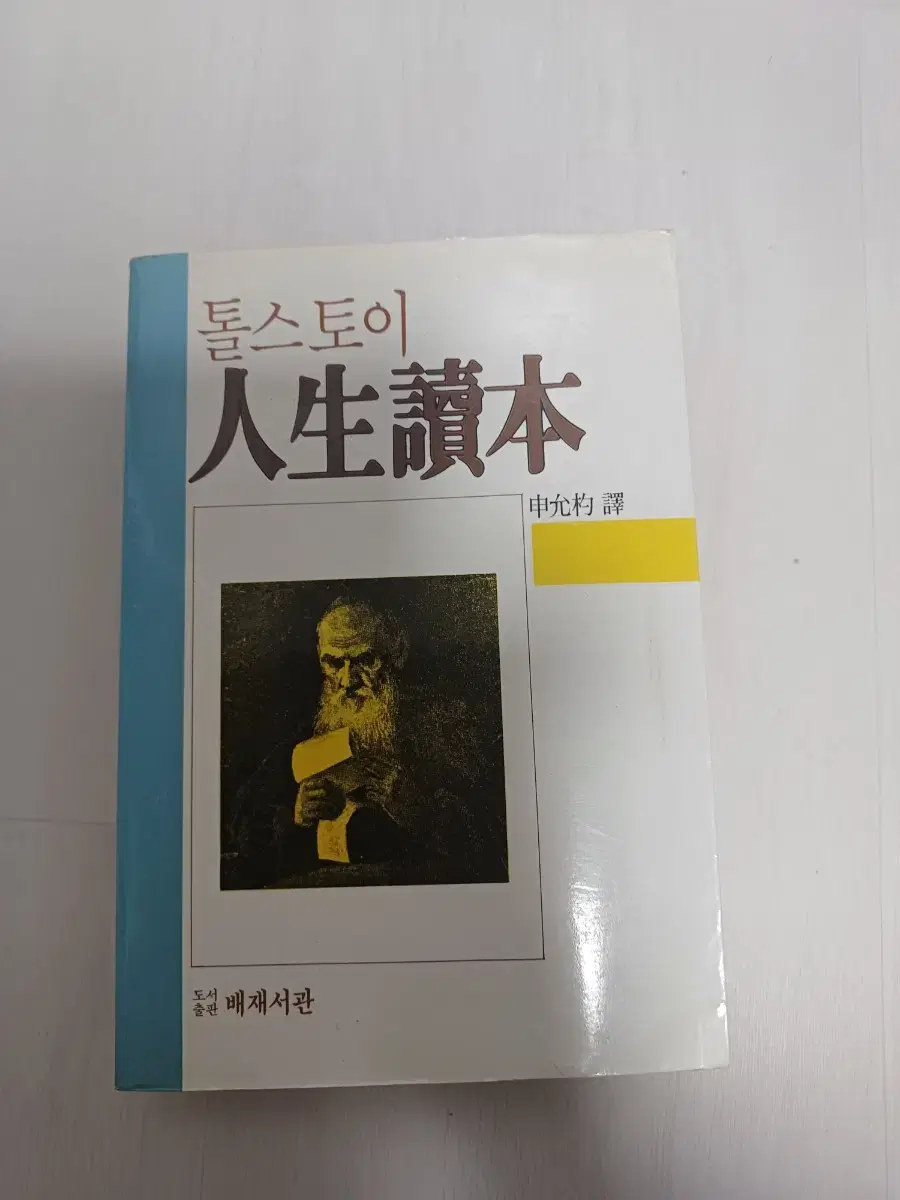 톨스토이
人生讀本
申允杓 譯
도서
출판 배재서관